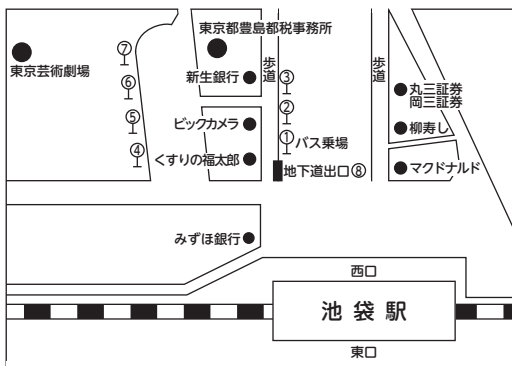 東京都豊島都税事務所
東京芸術劇場
⑦
⑥
⑤
④
新生銀行
ビックカメラ
くすりの福太郎
歩道
③
②
①
バス乗場
地下道出口⑧
歩道
丸三証券
岡三証券
柳寿し
マクドナルド
みずほ銀行
西口
池袋駅
東口